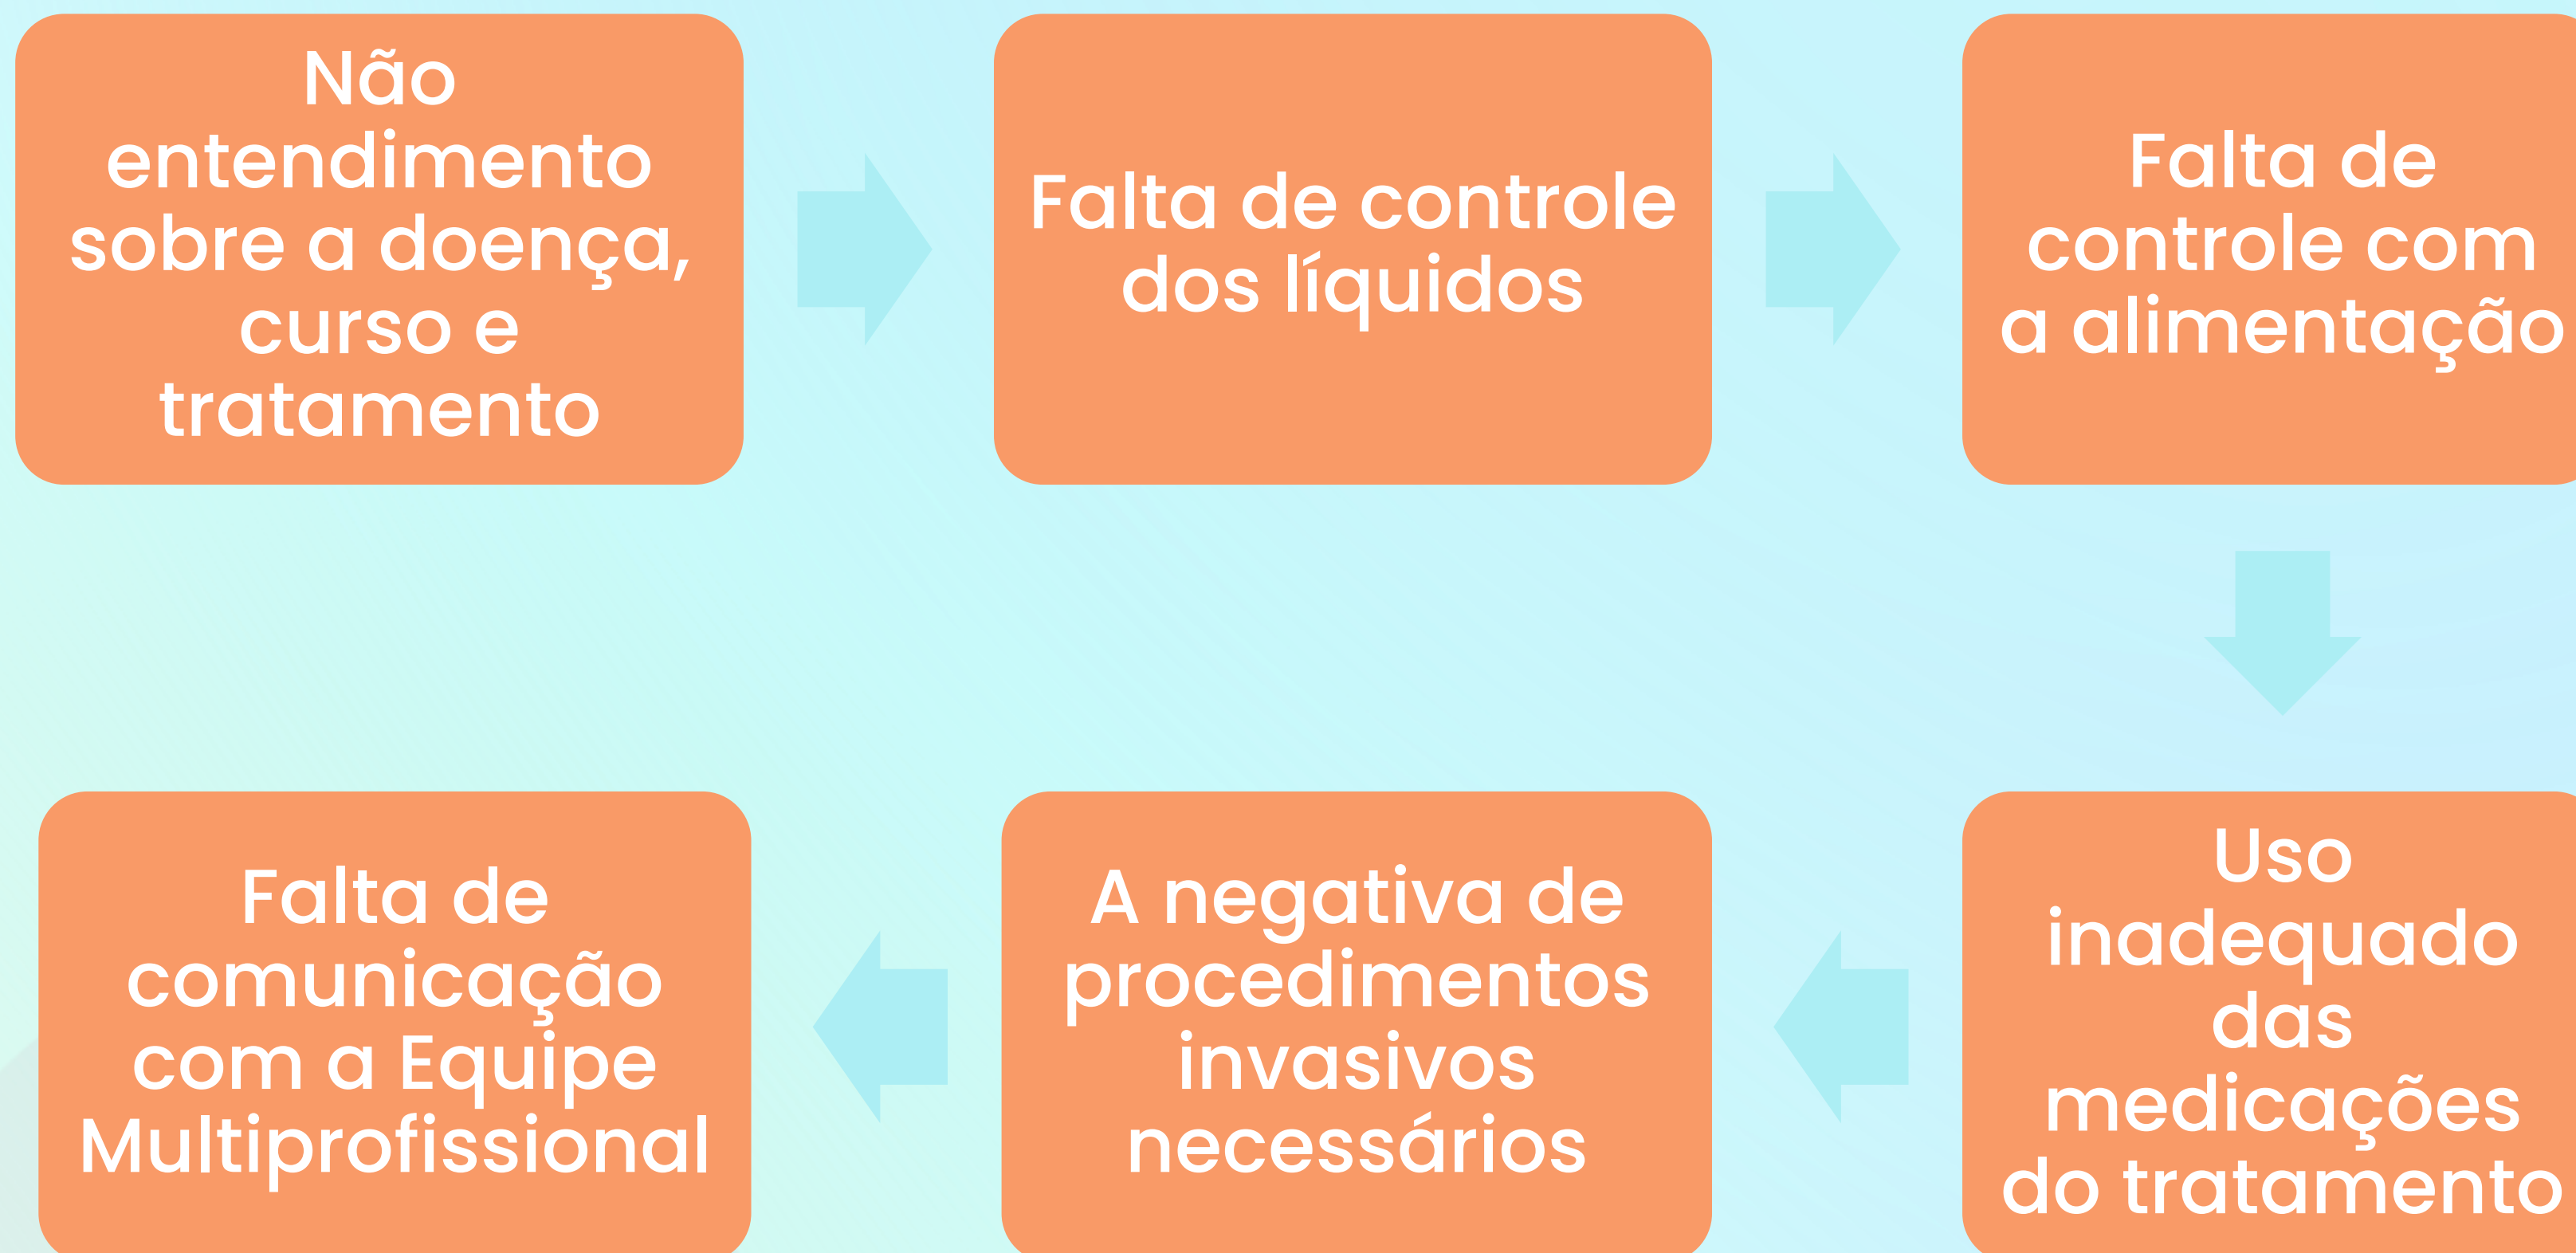 Não
entendimento
sobre a doença,
curso e
tratamento
Falta de controle
dos líquidos
Falta de
controle com
a alimentação
Uso
inadequado
das
medicações
do tratamento
A negativa de
procedimentos
invasivos
necessários
Falta de
comunicação
com a Equipe
Multiprofissional